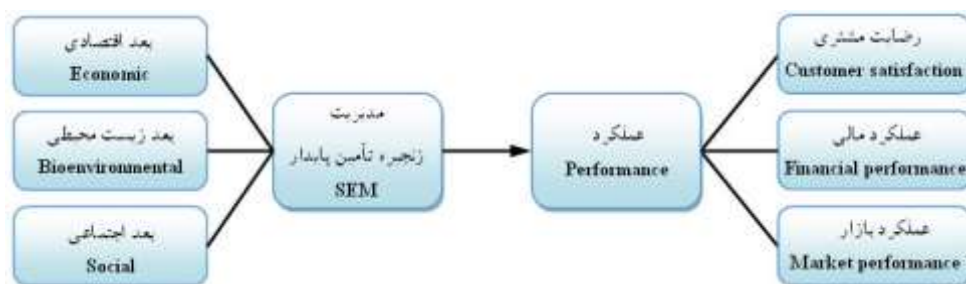 بعد اقتصادی
Economic
بعد زیست محیطی
Bioenvironmental
بعد اجتماعی
Social
مدیریت
زنجیره تأمین پایدار
SEM
عملکرد
Performance
رضایت مشتری
Customer satisfaction
عملکرد مالی
Financial performance
عملکرد بازار
Market performance